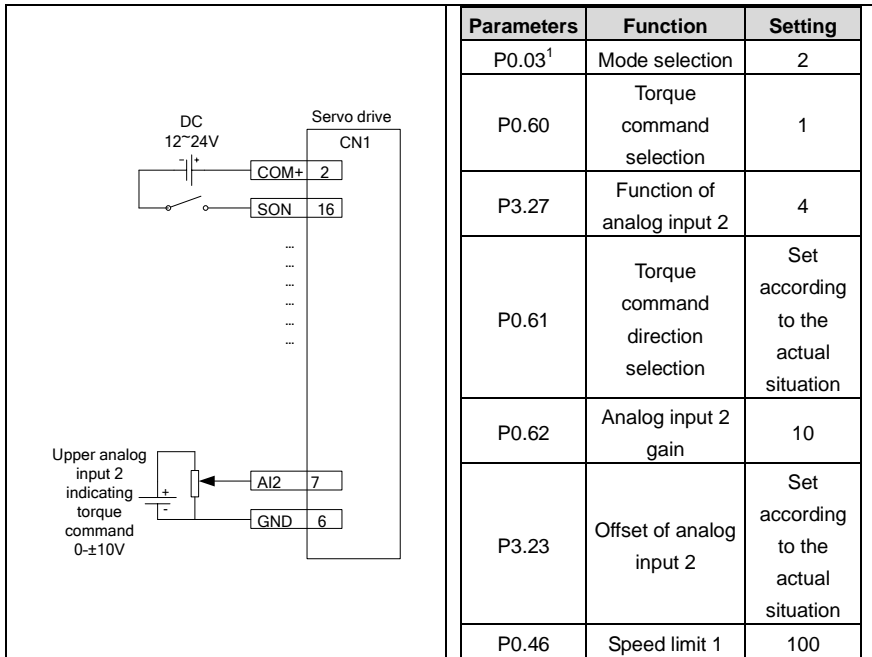 DC
12~24V
- +
Servo drive
CN1
COM+ 2
SON 16
...
...
...
...
...
...
Upper analog
input 2
indicating
torque
command
0-±10V
+
-
AI2 7
GND 6
Parameters Function Setting
P0.03¹ Mode selection 2
P0.60 Torque
command
selection
1
P3.27 Function of
analog input 2
4
P0.61 Torque
command
direction
selection
Set
according
to the
actual
situation
P0.62 Analog input 2
gain
10
P3.23 Offset of analog
input 2
Set
according
to the
actual
situation
P0.46 Speed limit 1 100